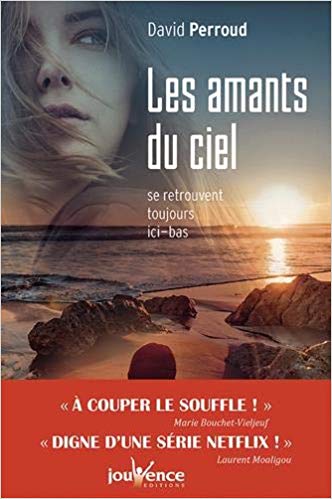 David Perroud
Les amants
du ciel
se retrouvent
toujours
ici-bas
« À COUPER LE SOUFFLE ! »
Marie Bouchet-Vieljeuf
« DIGNE D'UNE SÉRIE NETFLIX ! »
Laurent Moaligou
jouvence
EDITIONS